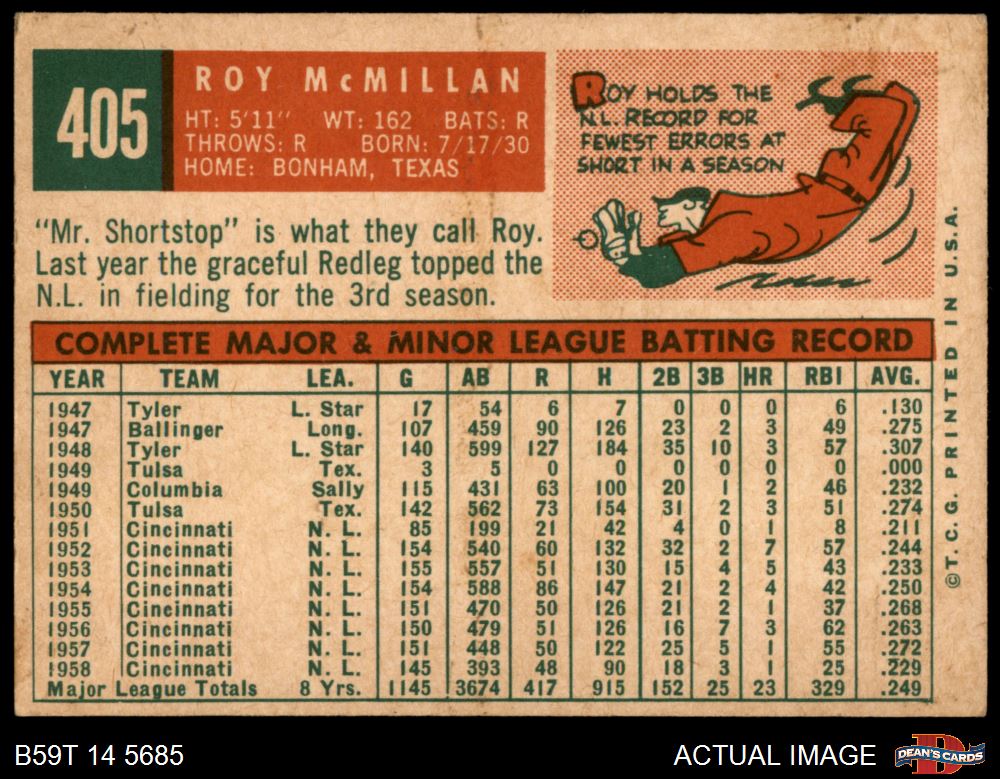 405
ROY McMILLAN
HT: 5'11" WT: 162 BATS: R
THROWS: R BORN: 7/17/30
HOME: BONHAM, TEXAS
ROY HOLDS THE
N.L. RECORD FOR
FEWEST ERRORS AT
SHORT IN A SEASON
"Mr. Shortstop" is what they call Roy.
Last year the graceful Redleg topped the
N.L. in fielding for the 3rd season.
COMPLETE MAJOR & MINOR LEAGUE BATTING RECORD
YEAR TEAM LEA. G AB R H 2B 3B HR RBI AVG.
1947 Tyler L. Star 17 54 6 7 0 0 0 6 .130
1947 Ballinger Long. 107 459 90 126 23 2 3 49 .275
1948 Tyler L. Star 140 599 127 184 35 10 3 57 .307
1949 Tulsa Tex. 3 5 0 0 0 0 0 0 .000
1949 Columbia Sally 115 431 63 100 20 1 2 46 .232
1950 Tulsa Tex. 142 562 73 154 31 2 3 51 .274
1951 Cincinnati N. L. 85 199 21 42 4 0 1 8 .211
1952 Cincinnati N. L. 154 540 60 132 32 2 7 57 .244
1953 Cincinnati N. L. 155 557 51 130 15 4 5 43 .233
1954 Cincinnati N. L. 154 588 86 147 21 2 4 42 .250
1955 Cincinnati N. L. 151 470 50 126 21 2 1 37 .268
1956 Cincinnati N. L. 150 479 51 126 16 7 3 62 .263
1957 Cincinnati N. L. 151 448 50 122 25 5 1 55 .272
1958 Cincinnati N. L. 145 393 48 90 18 3 1 25 .229
Major League Totals 8 Yrs. 1145 3674 417 915 152 25 23 329 .249
©T. C. G. PRINTED IN U.S.A.
B59T 14 5685
ACTUAL IMAGE
DEAN'S CARDS